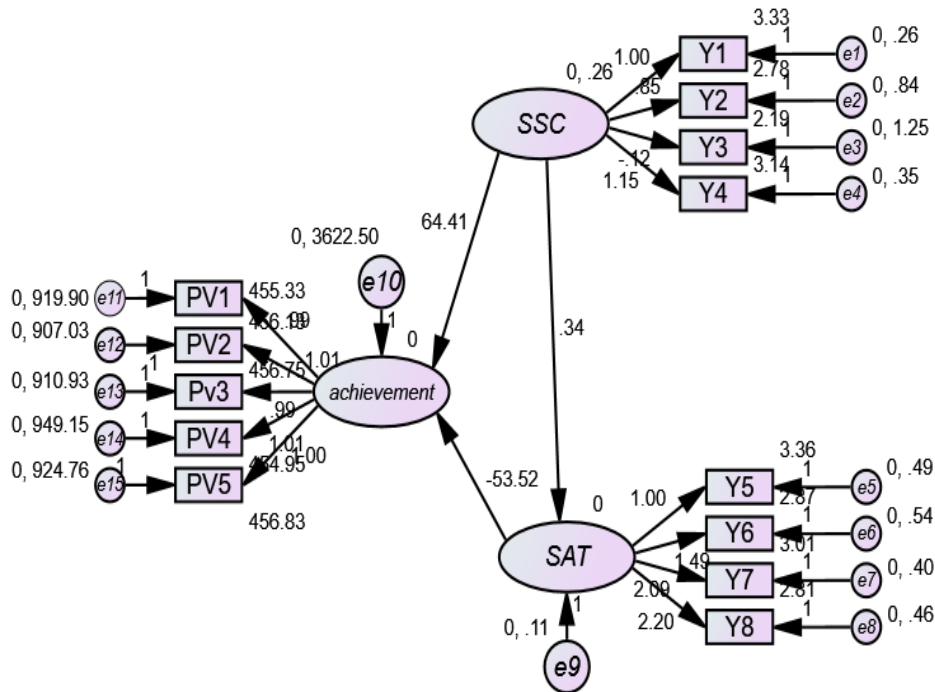 3.33
1
0, .26
Y1
e1
1.00
0, .26
2.78
1
0, .84
.85
Y2
e2
SSC
2.19
1
0, 1.25
Y3
e3
-.12
3.14
1
0, .35
1.15
Y4
e4
64.41
0, 3622.50
e10
1
0
1
455.33
0, 919.90
e11
PV1
.99
0, 907.03
e12
PV2
1.01
456.75
1
0, 910.93
e13
Pv3
achievement
1
.99
0, 949.15
e14
1
PV4
1.01
1.00
454.95
0, 924.76
e15
1
PV5
456.83
.34
-53.52
3.36
0
1.00
1
0, .49
Y5
e5
2.87
1
0, .54
Y6
e6
SAT
1.49
3.01
1
0, .40
Y7
e7
2.09
2.81
1
0, .46
2.20
Y8
e8
1
0, .11
e9